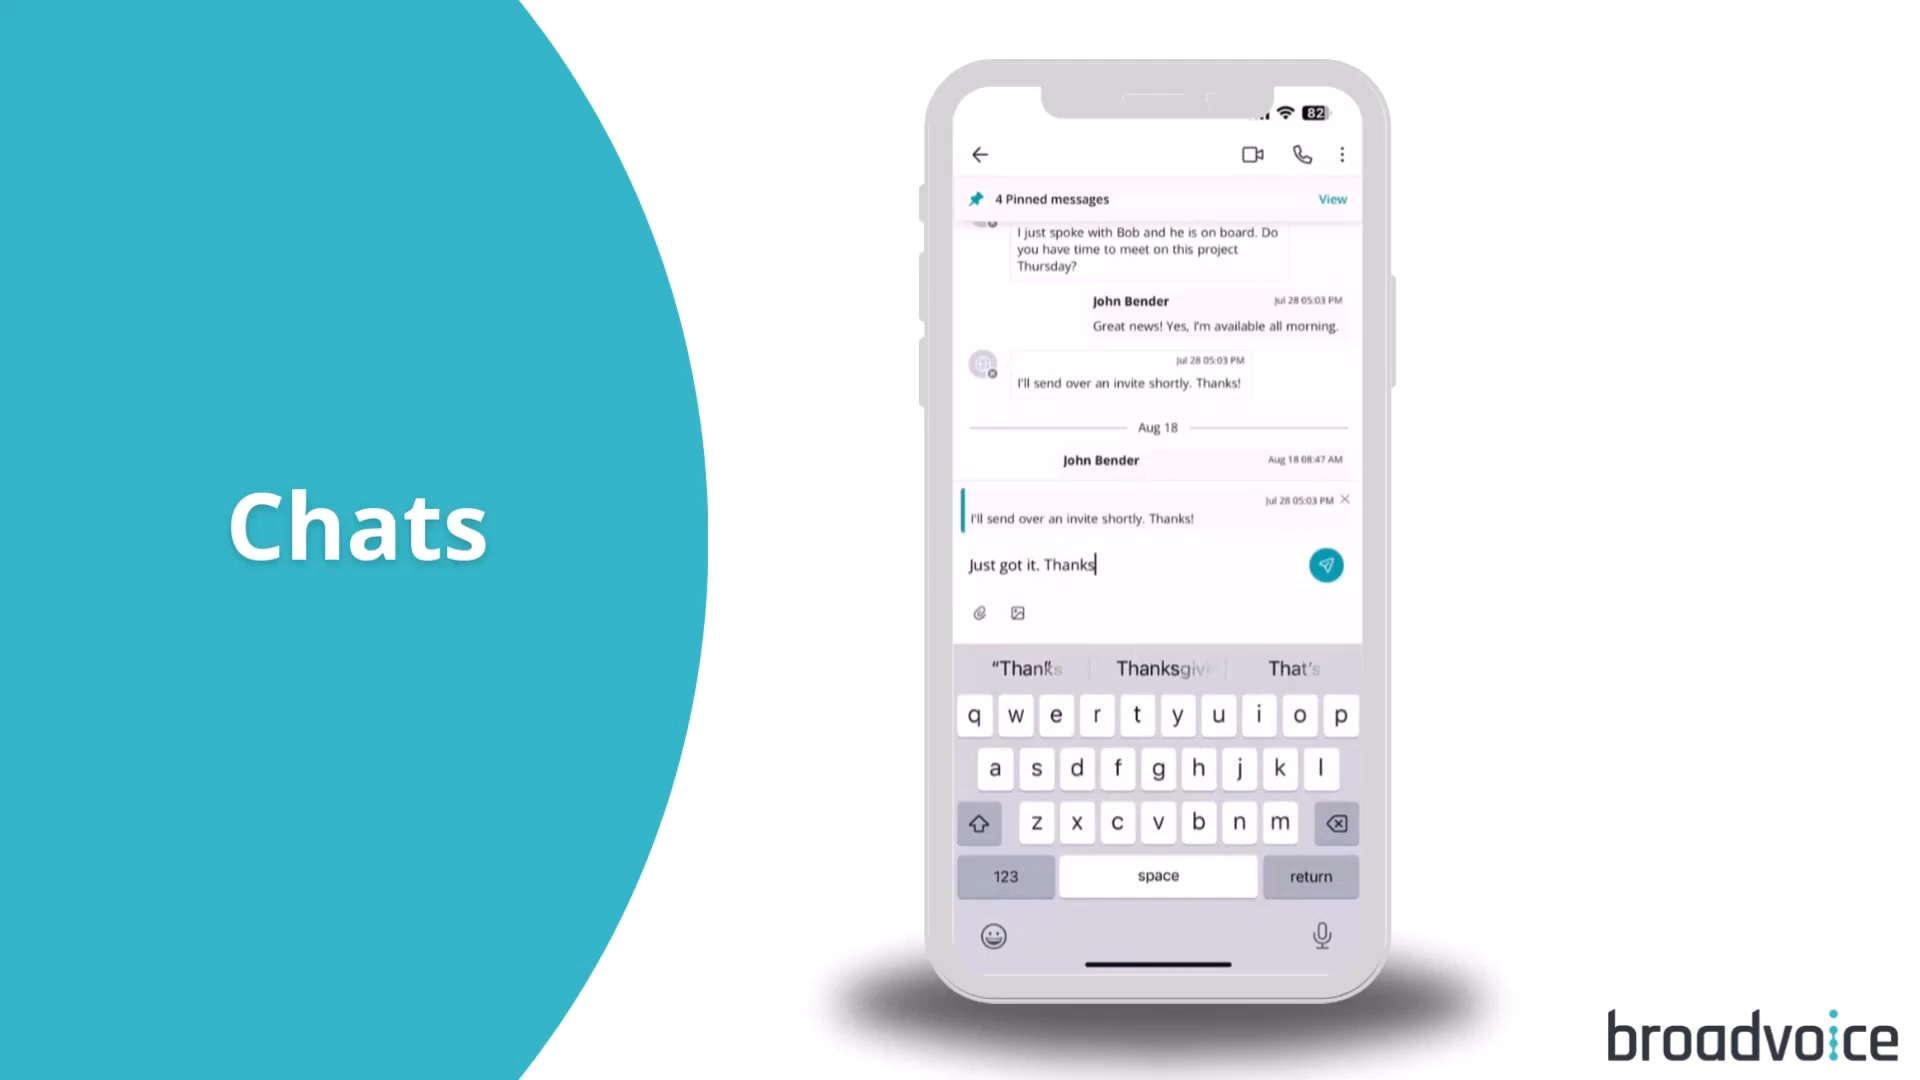 Chats
82
4 Pinned messages
View
I just spoke with Bob and he is on board. Do
you have time to meet on this project
Thursday?
John Bender
Jul 28 05:03 PM
Great news! Yes, I'm available all morning.
Jul 28 05:03 PM
I'll send over an invite shortly. Thanks!
Aug 18
John Bender
Aug 18 08:47 AM
Jul 28 05:03 PM
I'll send over an invite shortly. Thanks!
Just got it. Thanks
"Thanks Thanksgiv That's
q w e r t y u i o p
a s d f g h j k l
z x c v b n m
123 space return
broadvoice